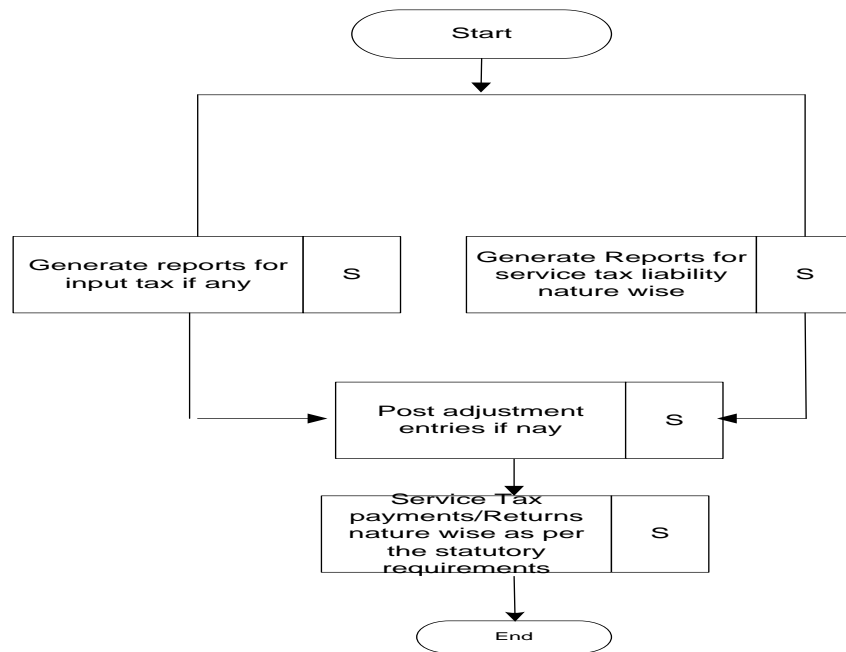 Start
Generate reports for
input tax if any
S
Generate Reports for
service tax liability
nature wise
S
Post adjustment
entries if nay
S
Service Tax
payments/Returns
nature wise as per
the statutory
requirements
S
End